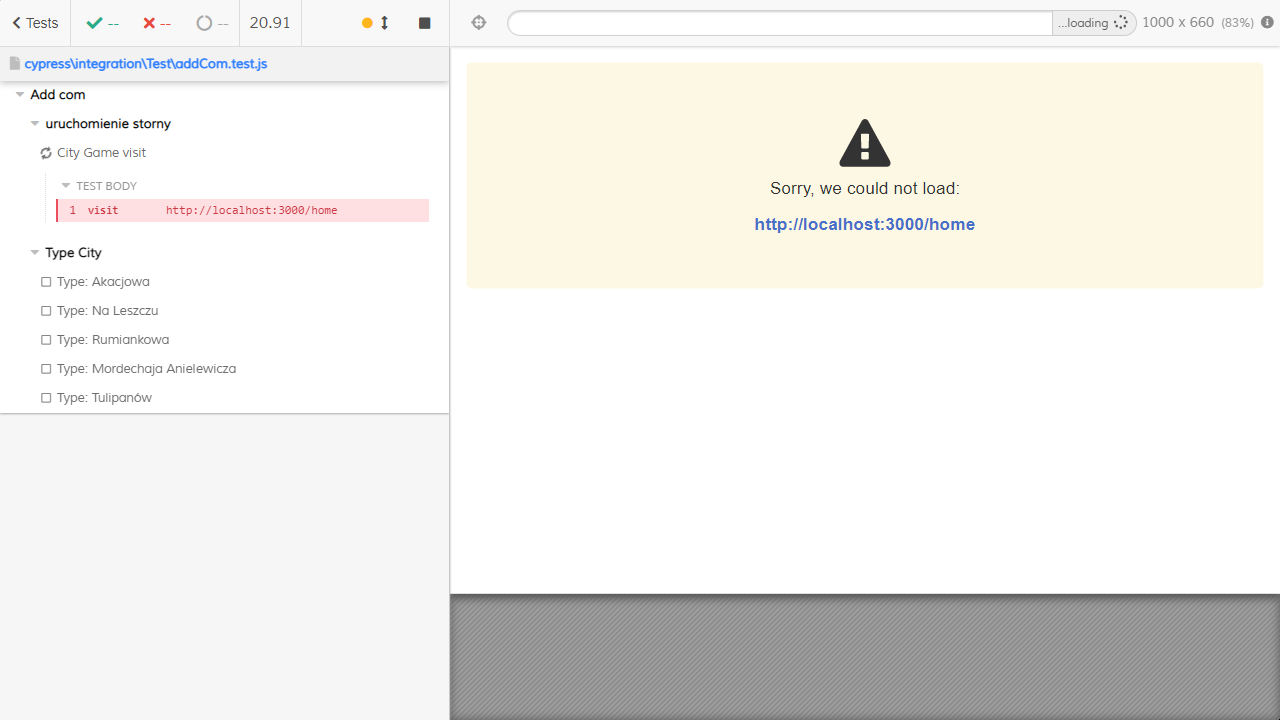 Tests -- -- -- 20.91 ...loading 1000 x 660 (83%)
cypress\integration\Test\addCom.test.js
Add com
uruchomienie storny
City Game visit
TEST BODY
1 visit http://localhost:3000/home
Type City
Type: Akacjowa
Type: Na Leszczu
Type: Rumiankowa
Type: Mordechaja Anielewicza
Type: Tulipanów
Sorry, we could not load:
http://localhost:3000/home